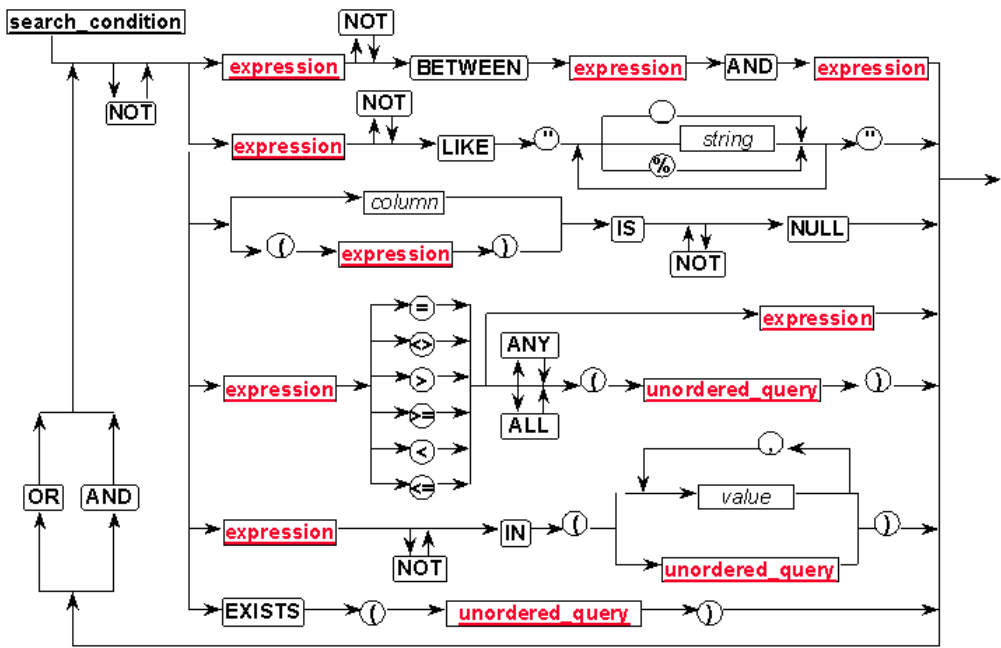 search_condition
NOT
expression BETWEEN expression AND expression
NOT
NOT
expression LIKE " string "
%
column
( expression ) IS NULL
NOT
=
<>
>
>=
<
<=
expression
expression
ANY
ALL
( unordered_query )
OR AND
,
value
expression IN ( )
NOT
unordered_query
EXISTS ( unordered_query )